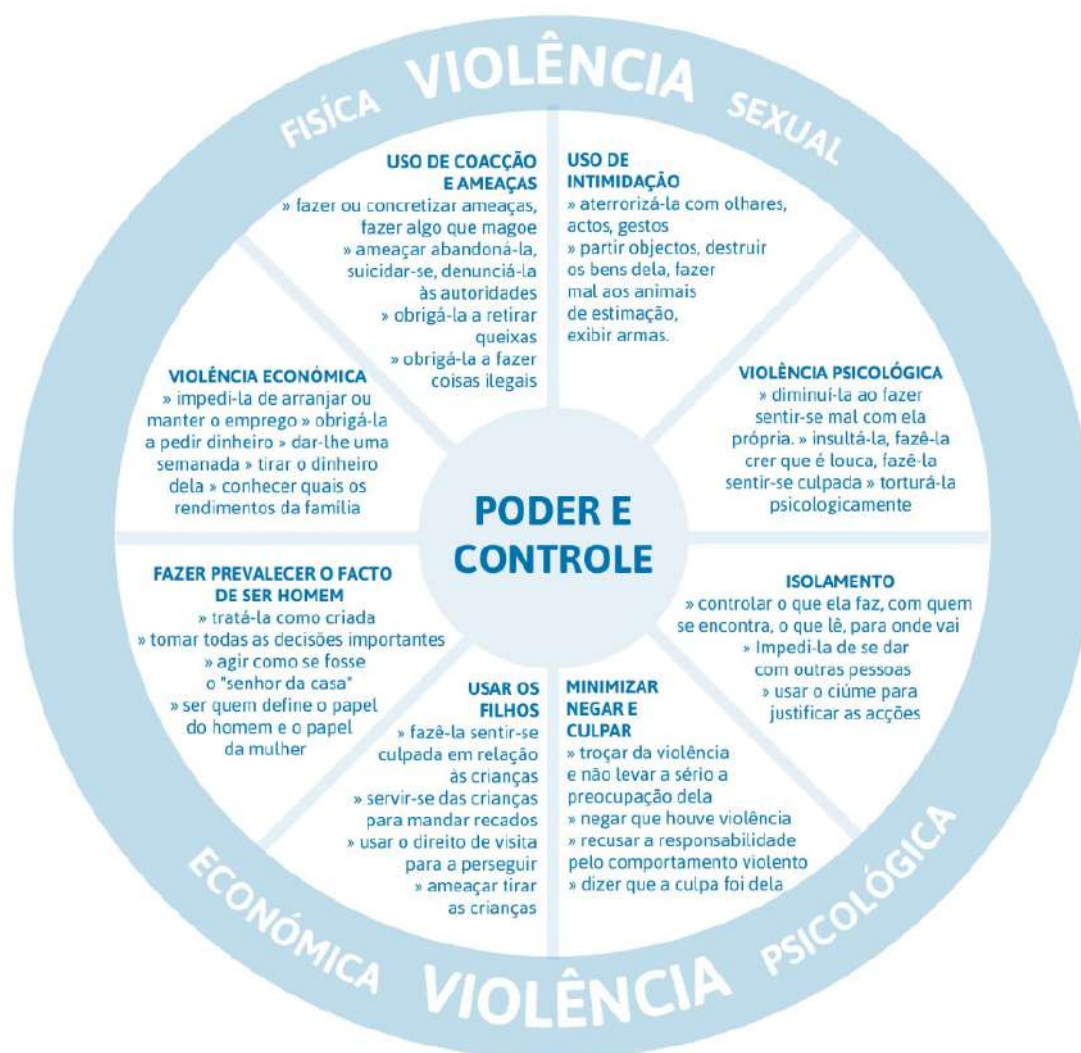 FISÍCA VIOLÊNCIA SEXUAL
USO DE COACÇÃO
E AMEAÇAS
» fazer ou concretizar ameaças,
fazer algo que magoe
» ameaçar abandoná-la,
suicidar-se, denunciá-la
às autoridades
» obrigá-la a retirar
queixas
» obrigá-la a fazer
coisas ilegais
USO DE
INTIMIDAÇÃO
» aterrorizá-la com olhares,
actos, gestos
» partir objectos, destruir
os bens dela, fazer
mal aos animais
de estimação,
exibir armas.
VIOLÊNCIA ECONÓMICA
» impedi-la de arranjar ou
manter o emprego » obrigá-la
a pedir dinheiro » dar-lhe uma
semanada » tirar o dinheiro
dela » conhecer quais os
rendimentos da família
VIOLÊNCIA PSICOLÓGICA
» diminuí-la ao fazer
sentir-se mal com ela
própria. » insultá-la, fazê-la
crer que é louca, fazê-la
sentir-se culpada » torturá-la
psicologicamente
PODER E
CONTROLE
FAZER PREVALECER O FACTO
DE SER HOMEM
» tratá-la como criada
» tomar todas as decisões importantes
» agir como se fosse
o "senhor da casa"
» ser quem define o papel
do homem e o papel
da mulher
ISOLAMENTO
» controlar o que ela faz, com quem
se encontra, o que lê, para onde vai
» Impedi-la de se dar
com outras pessoas
» usar o ciúme para
justificar as acções
USAR OS
FILHOS
» fazê-la sentir-se
culpada em relação
às crianças
» servir-se das crianças
para mandar recados
» usar o direito de visita
para a perseguir
» ameaçar tirar
as crianças
MINIMIZAR
NEGAR E
CULPAR
» troçar da violência
e não levar a sério a
preocupação dela
» negar que houve violência
» recusar a responsabilidade
pelo comportamento violento
» dizer que a culpa foi dela
ECONÓMICA VIOLÊNCIA PSICOLÓGICA